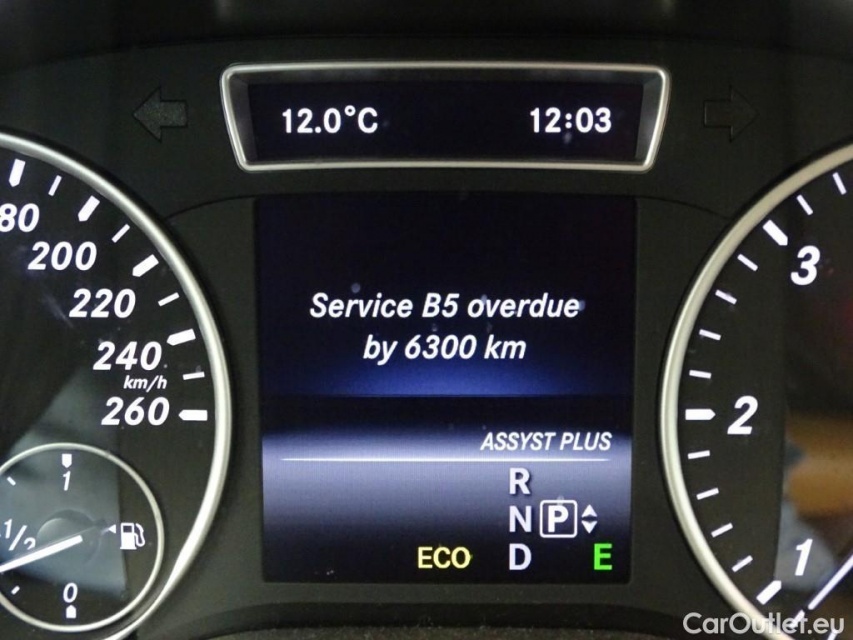 12.0°C 12:03
80
200
220
240
km/h
260
Service B5 overdue
by 6300 km
ASSYST PLUS
R
N P
D
ECO E
1
1/2
0
3
2
1
CarOutlet.eu